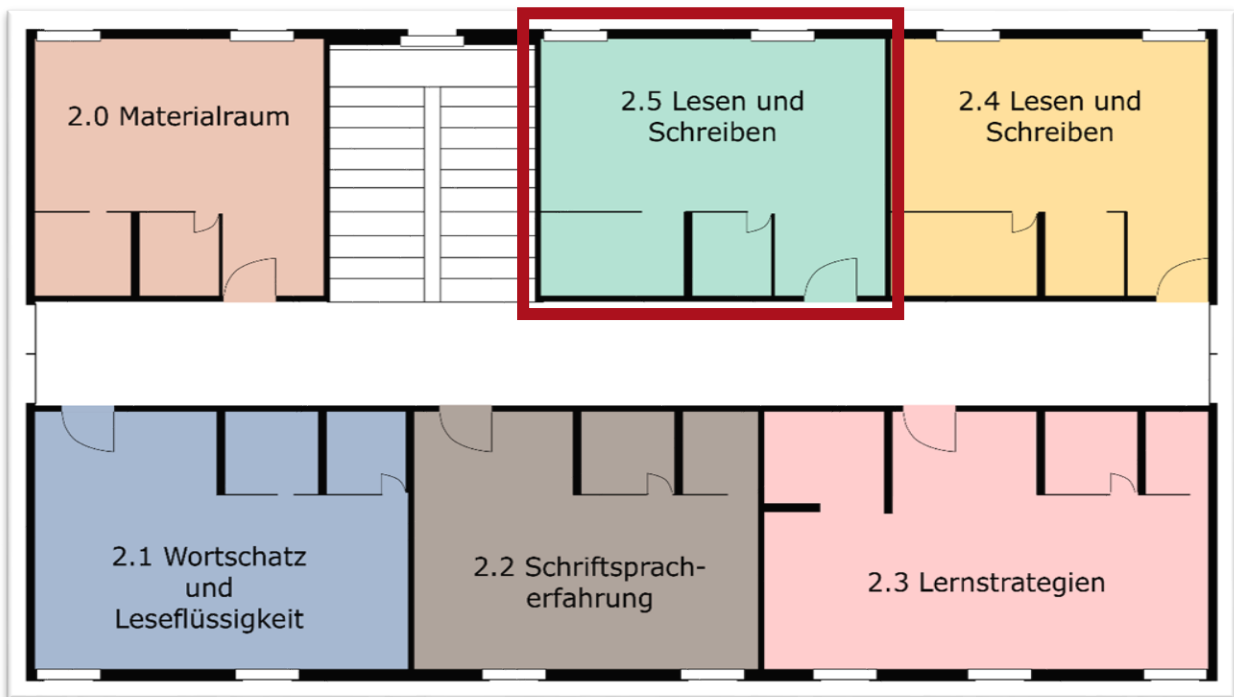 2.0 Materialraum
2.5 Lesen und
Schreiben
2.4 Lesen und
Schreiben
2.1 Wortschatz
und
Leseflüssigkeit
2.2 Schriftsprach-
erfahrung
2.3 Lernstrategien